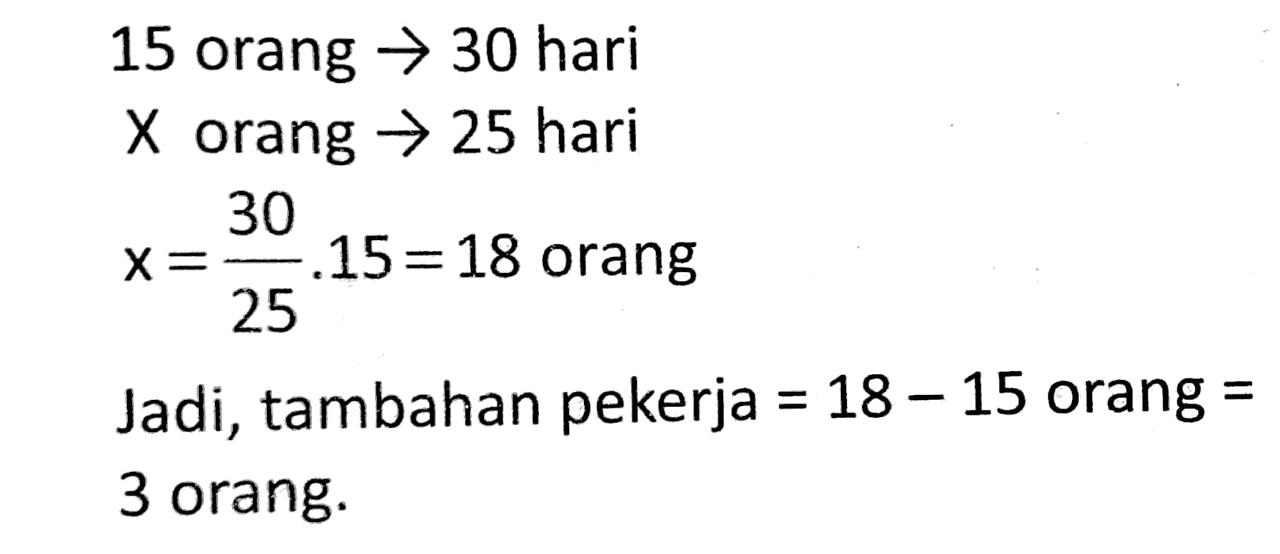 15 orang → 30 hari
X orang → 25 hari
x = 30/25 .15 = 18 orang
Jadi, tambahan pekerja = 18 – 15 orang =
3 orang.